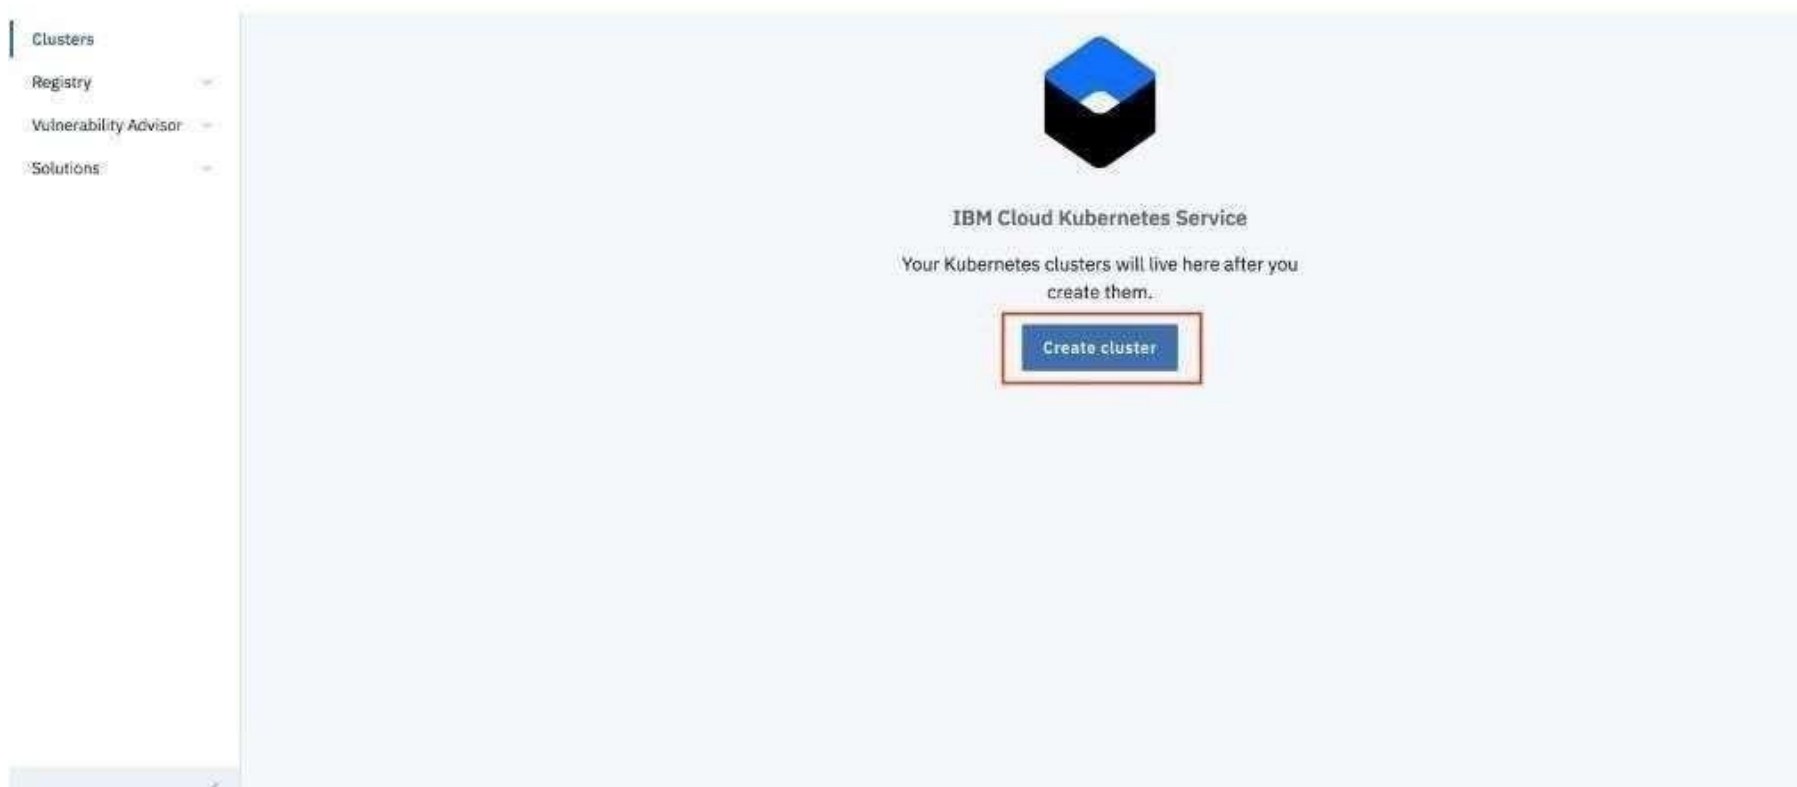 Clusters
Registry
Vulnerability Advisor
Solutions
IBM Cloud Kubernetes Service
Your Kubernetes clusters will live here after you
create them.
Create cluster